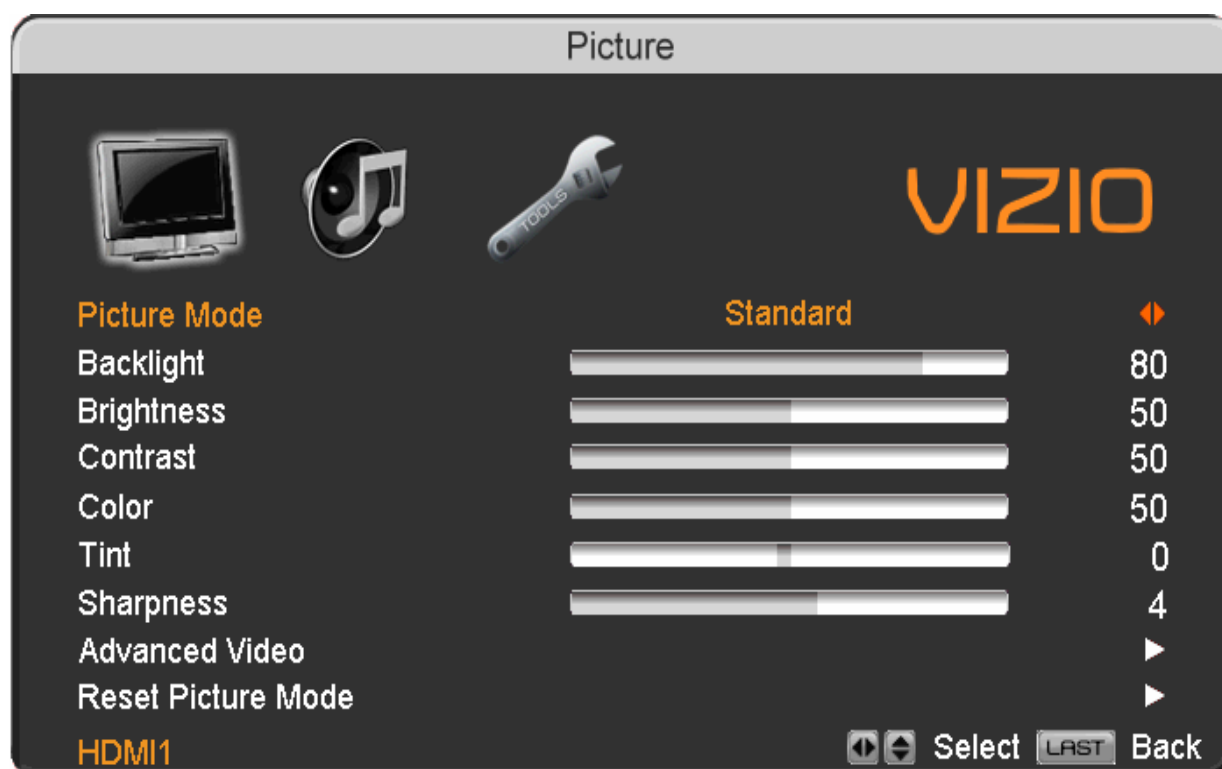 Picture
TOOLS
VIZIO
Picture Mode Standard
Backlight 80
Brightness 50
Contrast 50
Color 50
Tint 0
Sharpness 4
Advanced Video
Reset Picture Mode
HDMI1 Select LAST Back